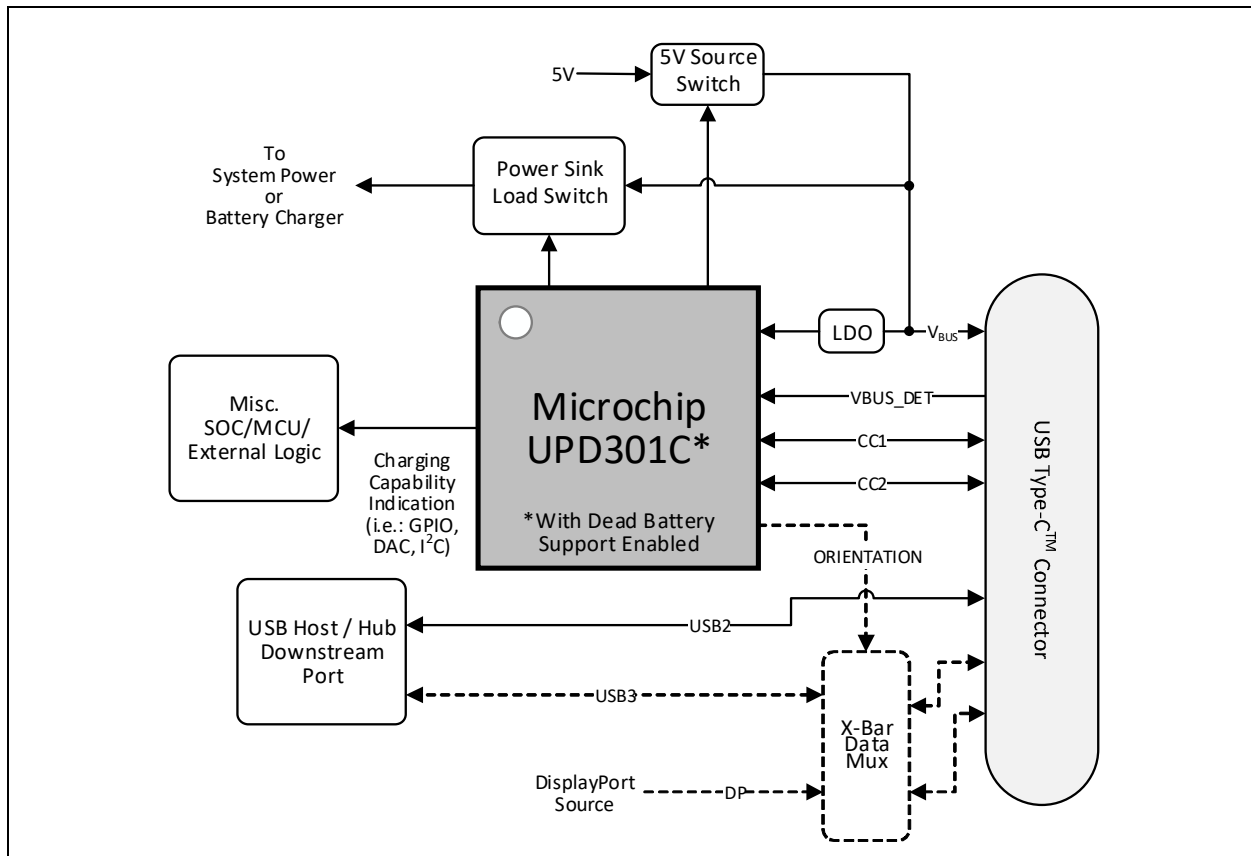 5V
5V Source
Switch
To
System Power
or
Battery Charger
Power Sink
Load Switch
LDO
VBUS
Misc.
SOC/MCU/
External Logic
Charging
Capability
Indication
(i.e.: GPIO,
DAC, I²C)
Microchip
UPD301C*
*With Dead Battery
Support Enabled
VBUS_DET
CC1
CC2
ORIENTATION
USB Type-C™ Connector
USB Host / Hub
Downstream
Port
USB2
USB3
X-Bar
Data
Mux
DisplayPort
Source
DP